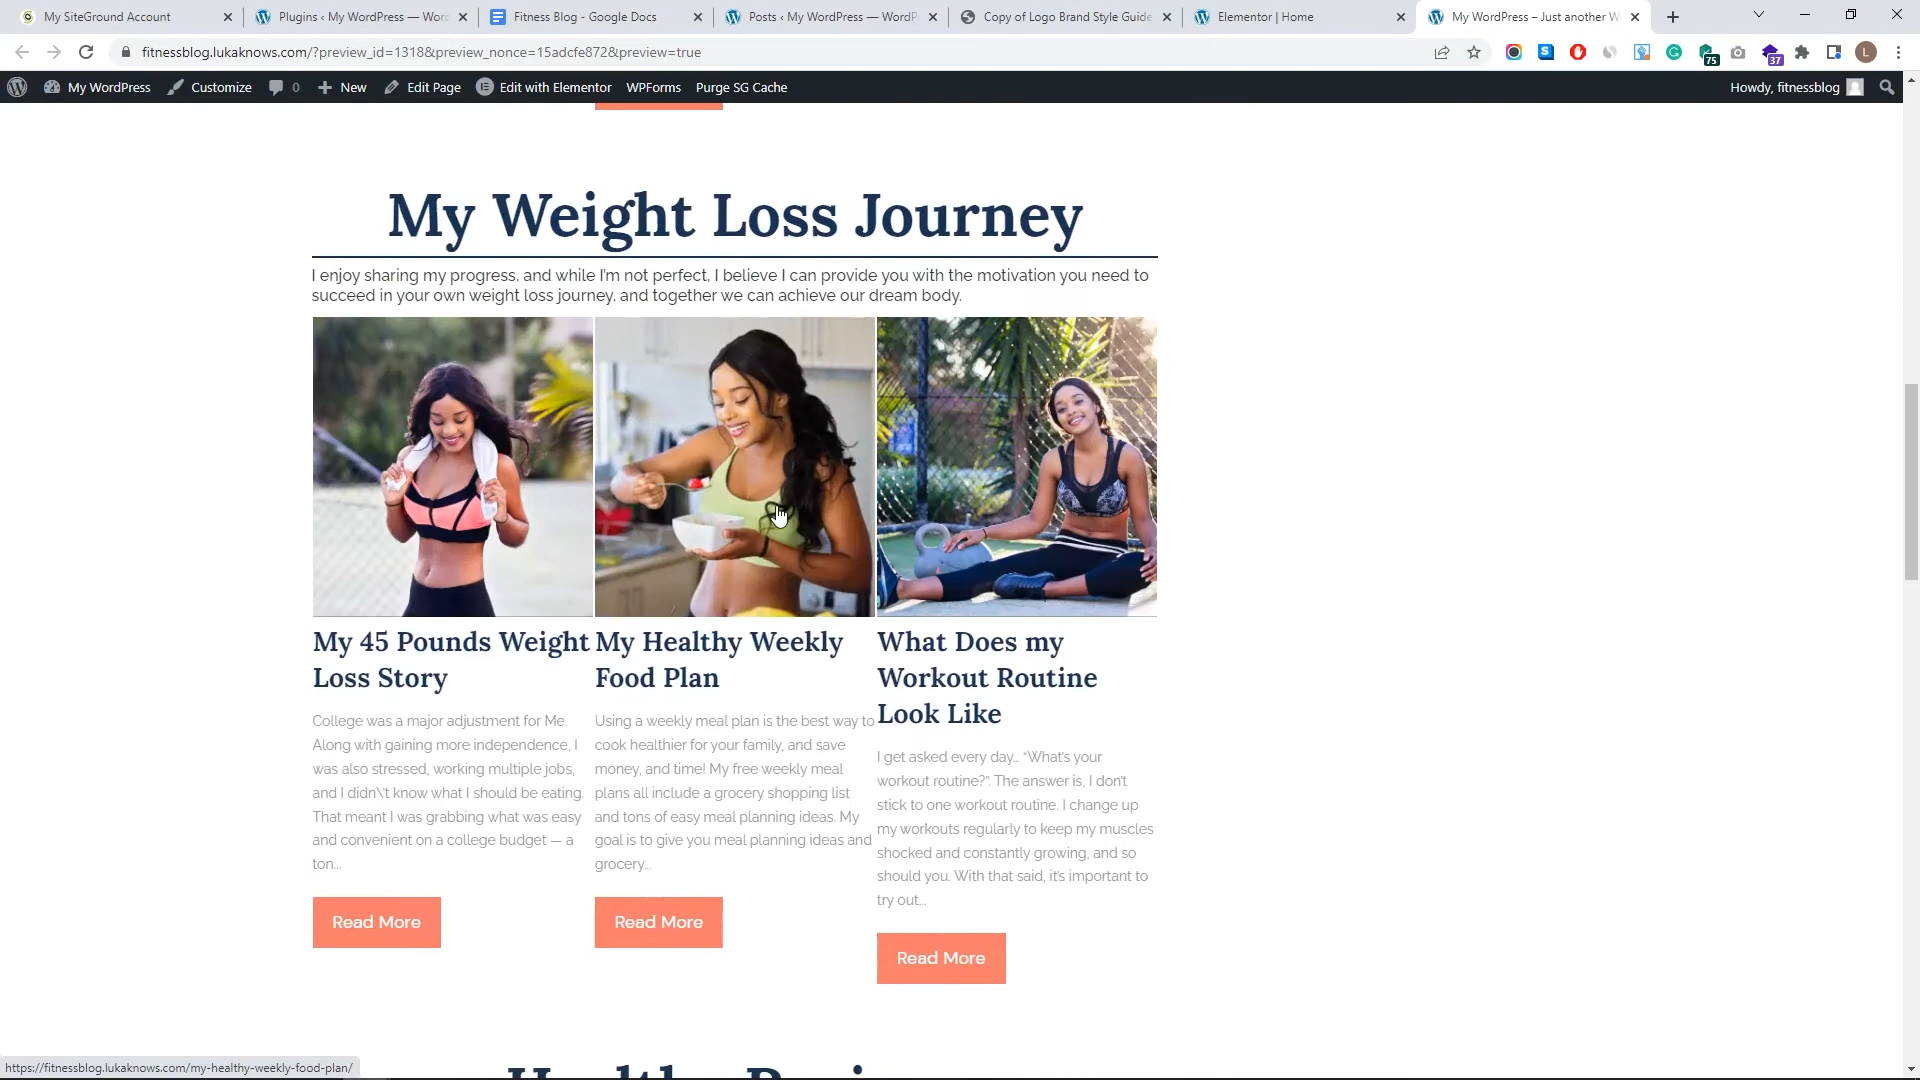 My SiteGround Account
Plugins ‹ My WordPress — Wor
Fitness Blog - Google Docs
Posts ‹ My WordPress — WordP
Copy of Logo Brand Style Guide
Elementor | Home
My WordPress – Just another W
fitnessblog.lukaknows.com/?preview_id=1318&preview_nonce=15adcfe872&preview=true
75
37
L
My WordPress
Customize
0
New
Edit Page
Edit with Elementor
WPForms
Purge SG Cache
Howdy, fitnessblog
My Weight Loss Journey
I enjoy sharing my progress, and while I'm not perfect, I believe I can provide you with the motivation you need to
succeed in your own weight loss journey, and together we can achieve our dream body.
My 45 Pounds Weight
Loss Story
College was a major adjustment for Me.
Along with gaining more independence, I
was also stressed, working multiple jobs,
and I didn\'t know what I should be eating.
That meant I was grabbing what was easy
and convenient on a college budget — a
ton...
Read More
My Healthy Weekly
Food Plan
Using a weekly meal plan is the best way to
cook healthier for your family, and save
money, and time! My free weekly meal
plans all include a grocery shopping list
and tons of easy meal planning ideas. My
goal is to give you meal planning ideas and
grocery...
Read More
What Does my
Workout Routine
Look Like
I get asked every day… “What’s your
workout routine?”. The answer is, I don’t
stick to one workout routine. I change up
my workouts regularly to keep my muscles
shocked and constantly growing, and so
should you. With that said, it’s important to
try out...
Read More
https://fitnessblog.lukaknows.com/my-healthy-weekly-food-plan/